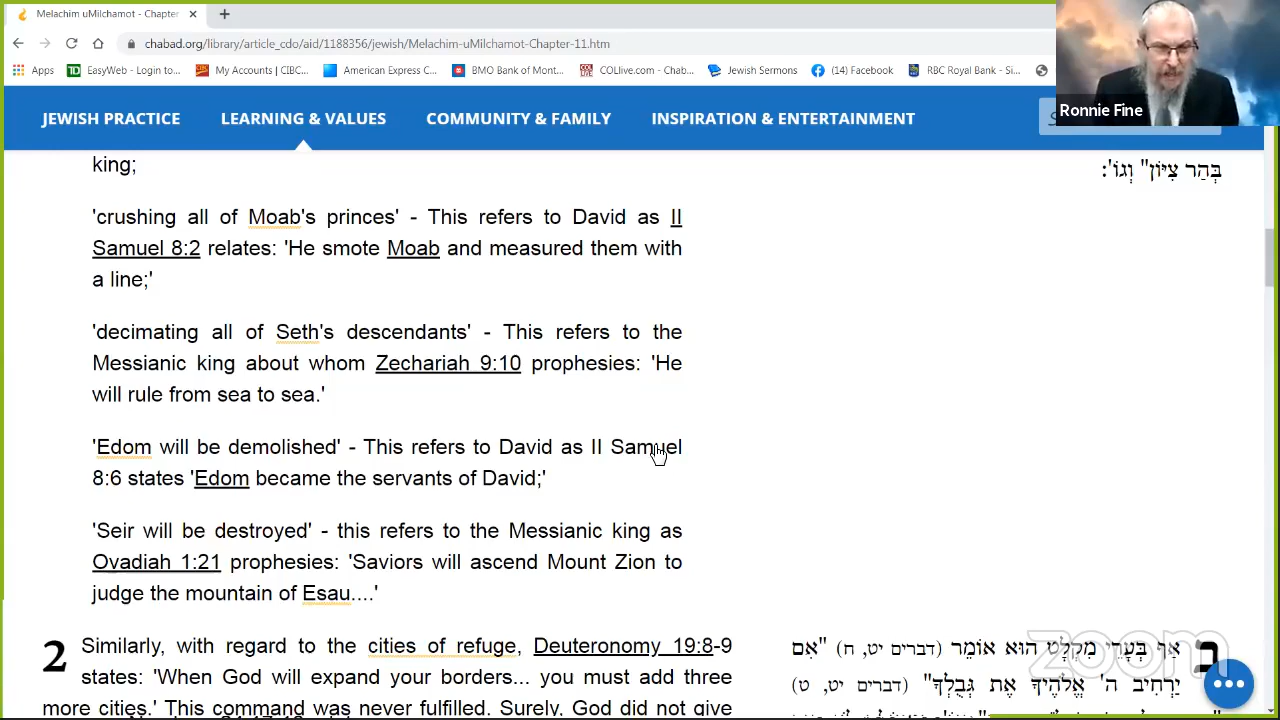 Melachim uMilchamot - Chapter
chabad.org/library/article_cdo/aid/1188356/jewish/Melachim-uMilchamot-Chapter-11.htm
Apps EasyWeb - Login to... My Accounts | CIBC... American Express C... BMO Bank of Mont... COLlive.com - Chab... Jewish Sermons (14) Facebook RBC Royal Bank - Si...
Ronnie Fine
JEWISH PRACTICE LEARNING & VALUES COMMUNITY & FAMILY INSPIRATION & ENTERTAINMENT
king;
בְּהַר צִיּוֹן" וְגוֹ':
'crushing all of Moab's princes' - This refers to David as II
Samuel 8:2 relates: 'He smote Moab and measured them with
a line;'
'decimating all of Seth's descendants' - This refers to the
Messianic king about whom Zechariah 9:10 prophesies: 'He
will rule from sea to sea.'
'Edom will be demolished' - This refers to David as II Samuel
8:6 states 'Edom became the servants of David;'
'Seir will be destroyed' - this refers to the Messianic king as
Ovadiah 1:21 prophesies: 'Saviors will ascend Mount Zion to
judge the mountain of Esau....'
2 Similarly, with regard to the cities of refuge, Deuteronomy 19:8-9
states: 'When God will expand your borders... you must add three
more cities.' This command was never fulfilled. Surely, God did not give
ב אַף בְּעָרֵי מִקְלָט הוּא אוֹמֵר (דברים יט, ח) "אִם
יַרְחִיב ה' אֱלֹהֶיךָ אֶת גְּבֻלְךָ" (דברים יט, ט)
zoom